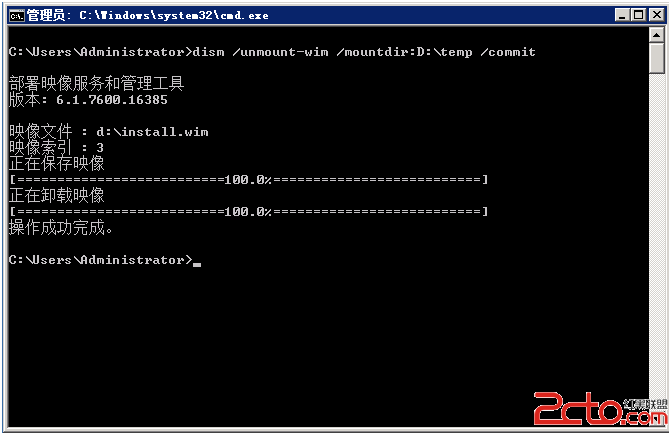 管理员: C:\Windows\system32\cmd.exe
C:\Users\Administrator>dism /unmount-wim /mountdir:D:\temp /commit
部署映像服务和管理工具
版本: 6.1.7600.16385
映像文件 : d:\install.wim
映像索引 : 3
正在保存映像
[==========================100.0%==========================]
正在卸载映像
[==========================100.0%==========================]
操作成功完成。
C:\Users\Administrator>_
2cto.com
红黑联盟